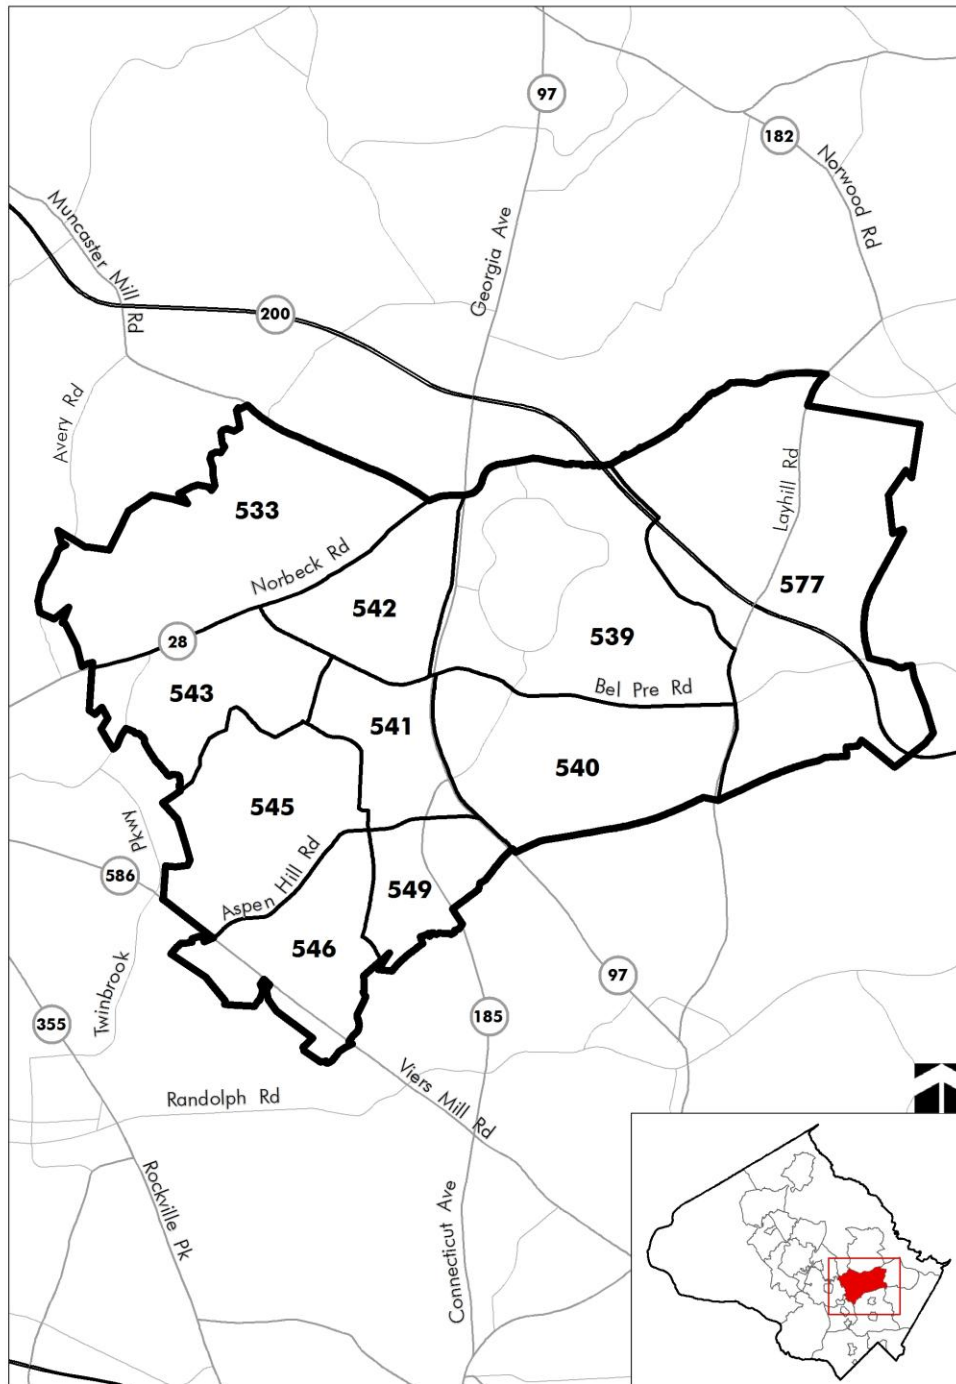 97
182
Norwood Rd
Muncaster Mill Rd
Georgia Ave
200
Avery Rd
Layhill Rd
533
Norbeck Rd
577
542
539
28
543
Bel Pre Rd
541
540
545
Pkwy
586
Aspen Hill Rd
549
546
97
Twinbrook
355
185
Viers Mill Rd
Randolph Rd
Rockville Pk
Connecticut Ave